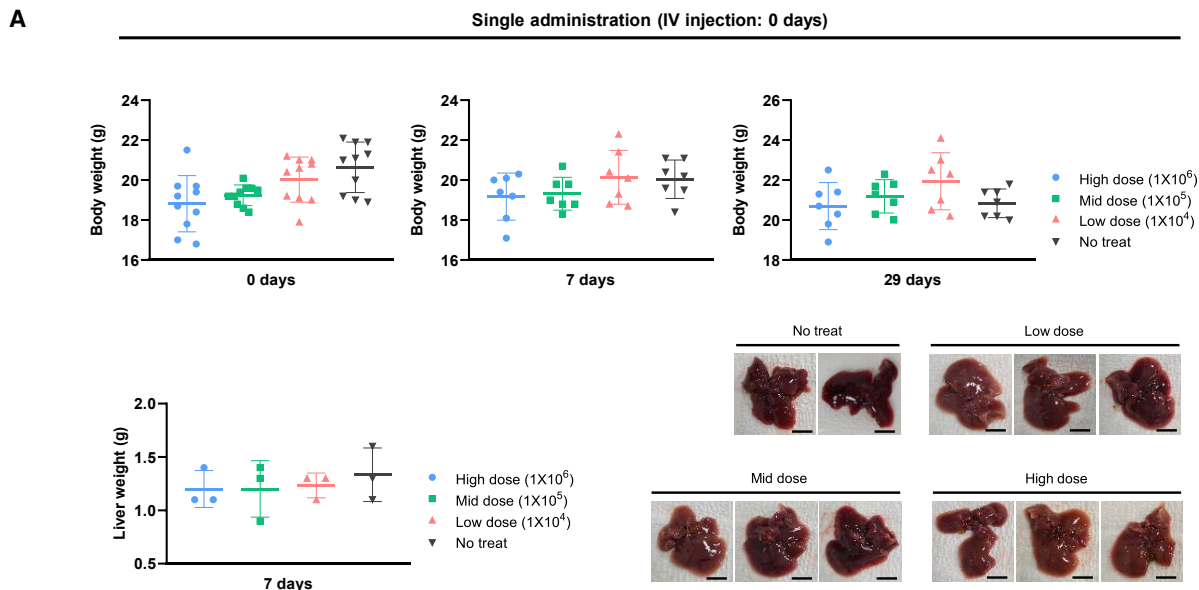 A
Single administration (IV injection: 0 days)
Body weight (g)
24
22
20
18
16
0 days
Body weight (g)
24
22
20
18
16
7 days
Body weight (g)
26
24
22
20
18
29 days
High dose (1X10⁶)
Mid dose (1X10⁵)
Low dose (1X10⁴)
No treat
Liver weight (g)
2.0
1.5
1.0
0.5
7 days
High dose (1X10⁶)
Mid dose (1X10⁵)
Low dose (1X10⁴)
No treat
No treat
Low dose
Mid dose
High dose